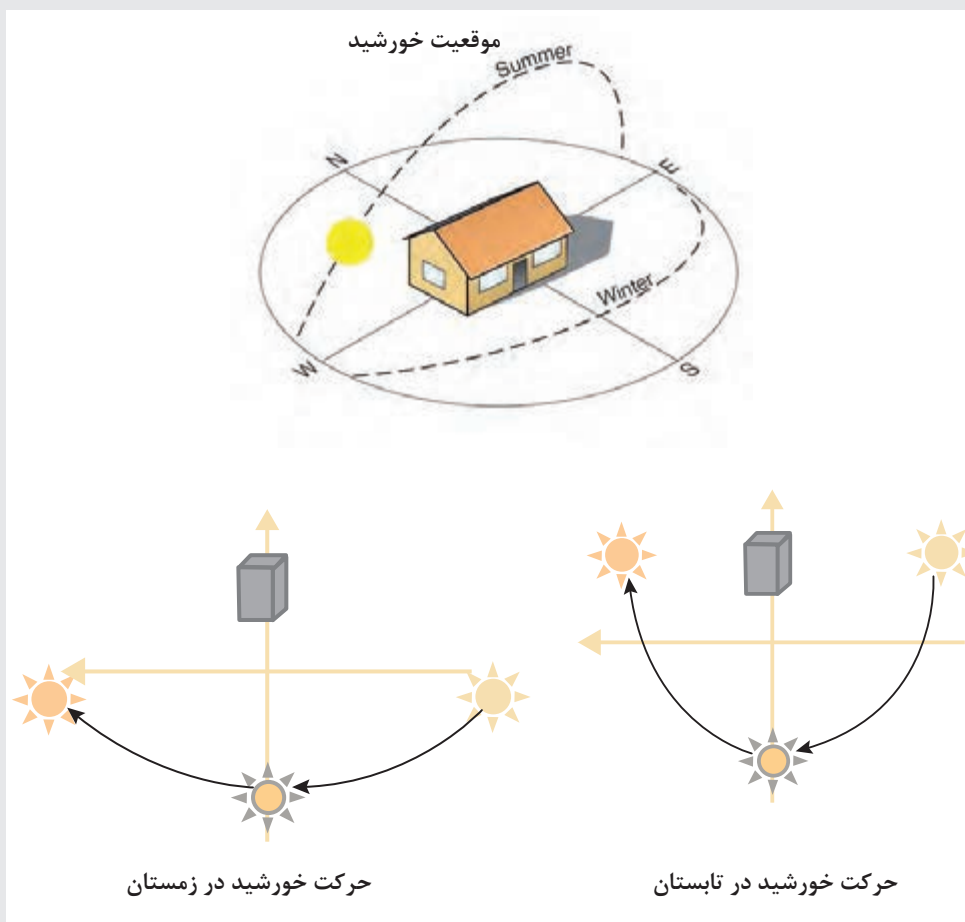 موقعیت خورشید
Summer
N
E
Winter
W
S
حرکت خورشید در تابستان
حرکت خورشید در زمستان